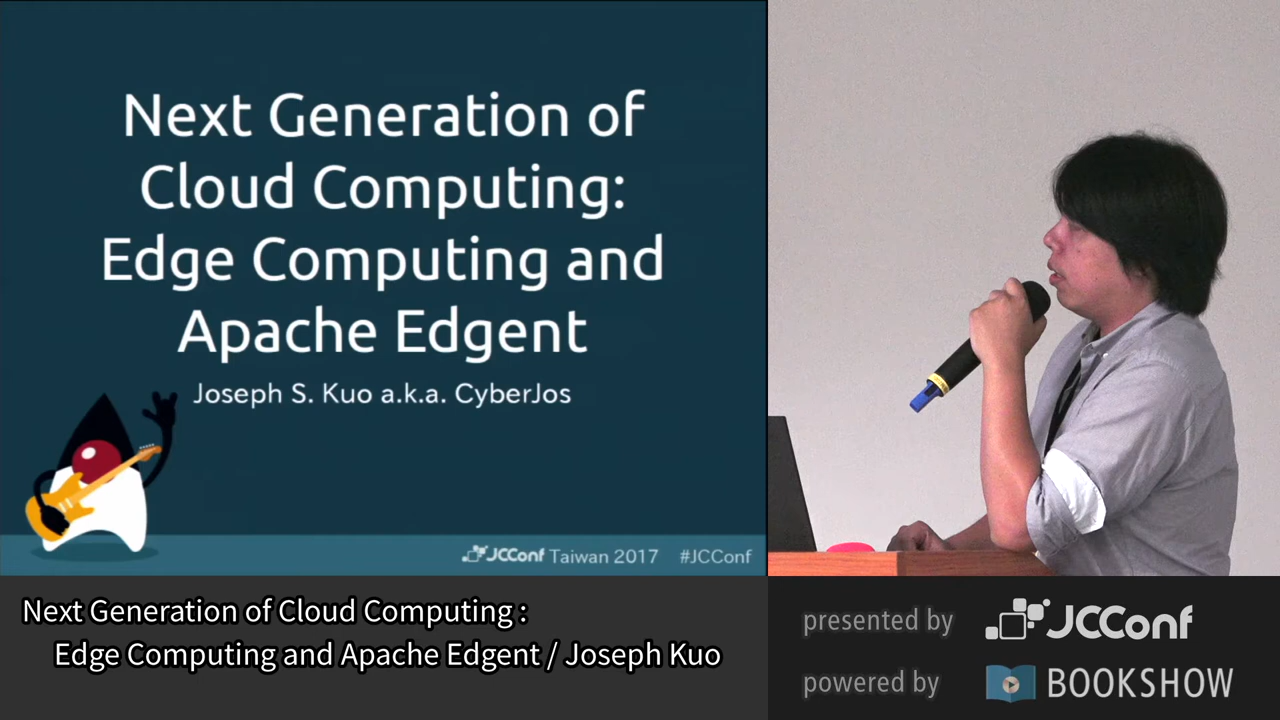 Next Generation of
Cloud Computing:
Edge Computing and
Apache Edgent
Joseph S. Kuo a.k.a. CyberJos
JCConf Taiwan 2017 #JCConf
Next Generation of Cloud Computing :
Edge Computing and Apache Edgent / Joseph Kuo
presented by JCConf
powered by BOOKSHOW